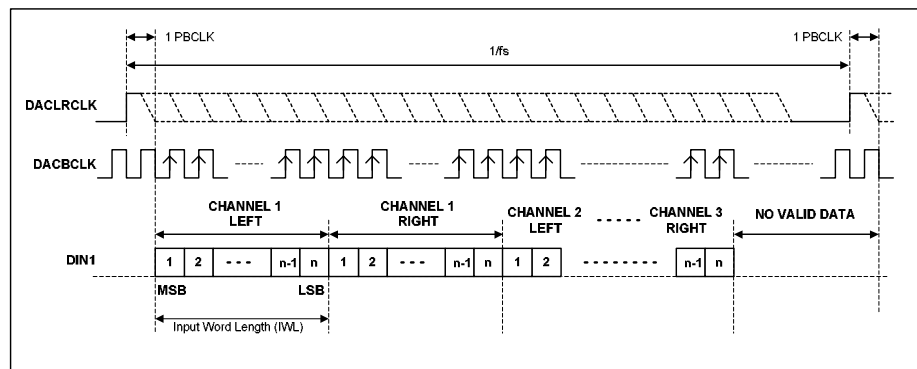 1 PBCLK
1 PBCLK
1/fs
DACLRCLK
DACBCLK
CHANNEL 1
LEFT
CHANNEL 1
RIGHT
CHANNEL 2
LEFT
CHANNEL 3
RIGHT
NO VALID DATA
DIN1
1 2 n-1 n 1 2 n-1 n 1 2 n-1 n
MSB LSB
Input Word Length (IWL)